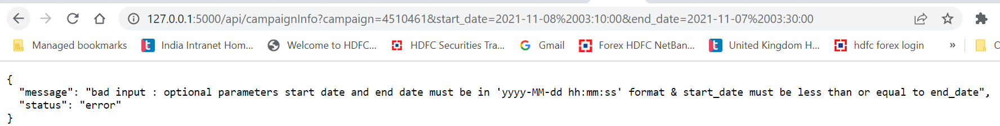 127.0.0.1:5000/api/campaignInfo?campaign=4510461&start_date=2021-11-08%2003:10:00&end_date=2021-11-07%2003:30:00
Managed bookmarks India Intranet Hom... Welcome to HDFC... HDFC Securities Tra... Gmail Forex HDFC NetBan... United Kingdom H... hdfc forex login » O
{
"message": "bad input : optional parameters start date and end date must be in 'yyyy-MM-dd hh:mm:ss' format & start_date must be less than or equal to end_date",
"status": "error"
}